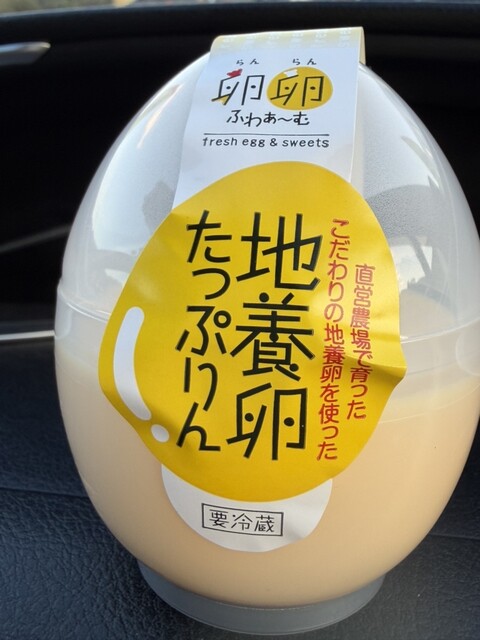 らん らん
卵卵
ふわぁ〜む
fresh egg & sweets
直営農場で育った
こだわりの地養卵を使った
地養卵
たっぷりん
要冷蔵